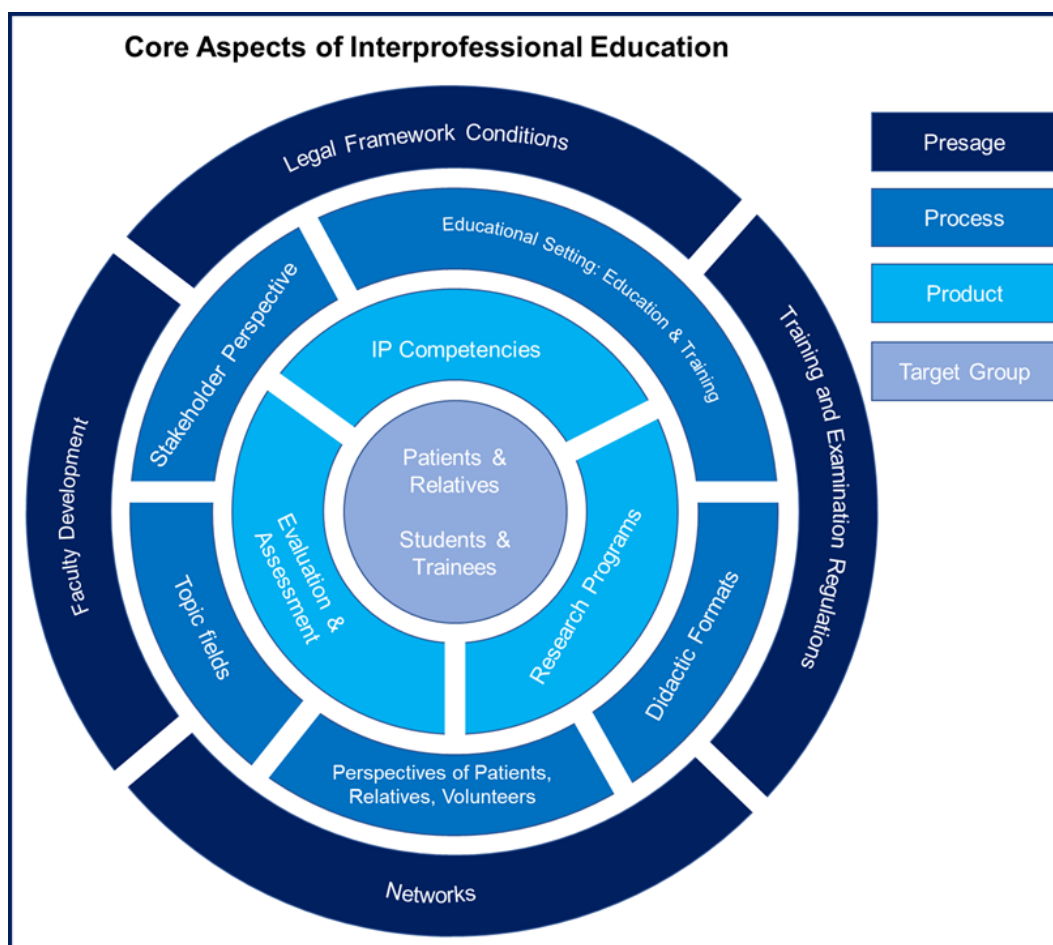 Core Aspects of Interprofessional Education
Legal Framework Conditions
Training and Examination Regulations
Networks
Faculty Development
Educational Setting: Education & Training
Didactic Formats
Perspectives of Patients,
Relatives, Volunteers
Topic fields
Stakeholder Perspective
IP Competencies
Research Programs
Evaluation &
Assessment
Patients &
Relatives
Students &
Trainees
Presage
Process
Product
Target Group